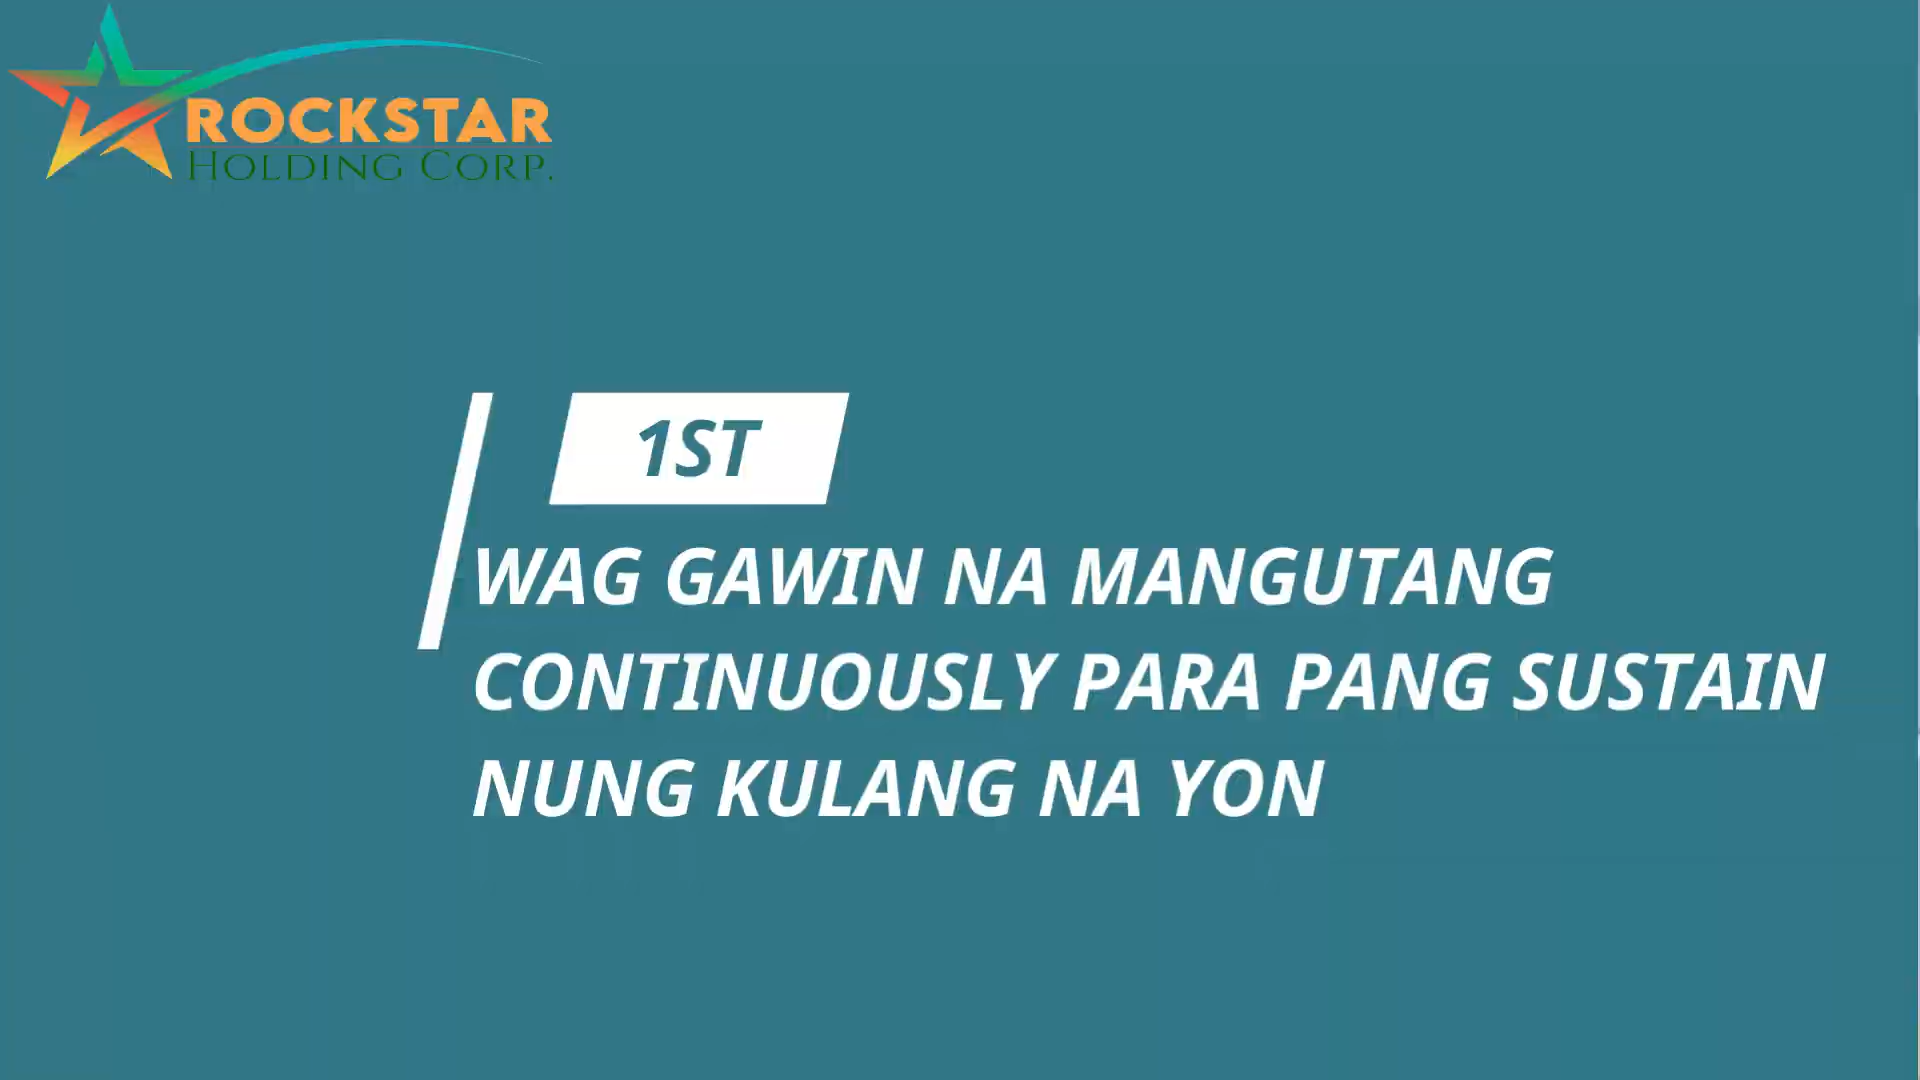 ROCKSTAR
HOLDING CORP.
1ST
WAG GAWIN NA MANGUTANG
CONTINUOUSLY PARA PANG SUSTAIN
NUNG KULANG NA YON